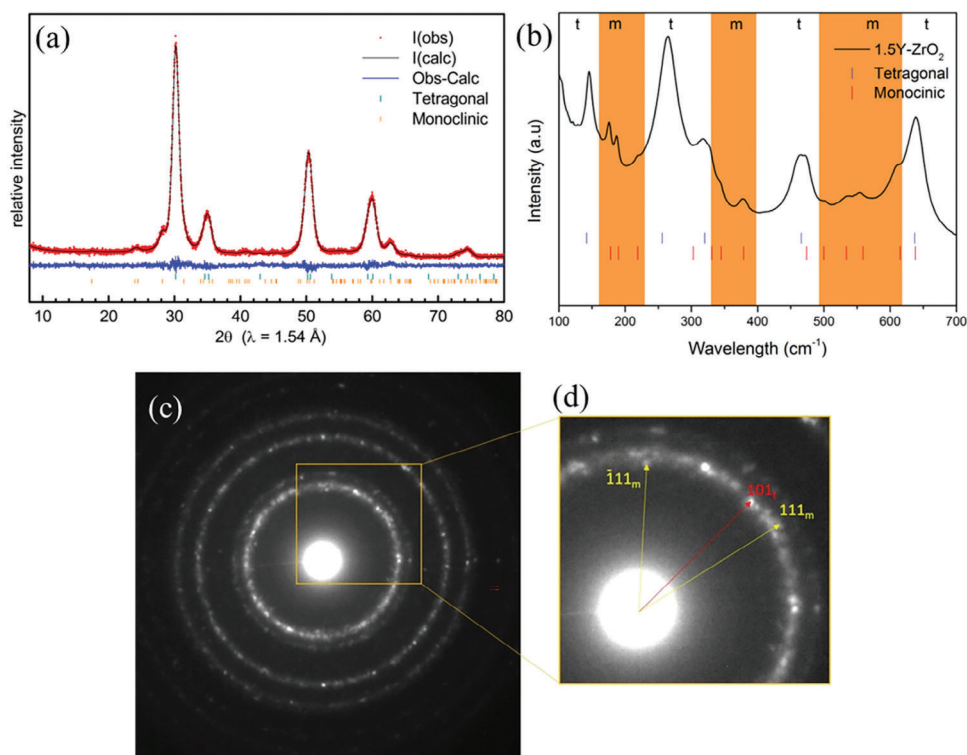 (a)
I(obs)
I(calc)
Obs-Calc
Tetragonal
Monoclinic
relative intensity
10 20 30 40 50 60 70 80
2θ (λ = 1.54 Å)
(b)
t m t m t m t
1.5Y-ZrO₂
Tetragonal
Monocinic
Intensity (a.u)
100 200 300 400 500 600 700
Wavelength (cm⁻¹)
(c)
(d)
1̄11ₘ
101ₜ
111ₘ